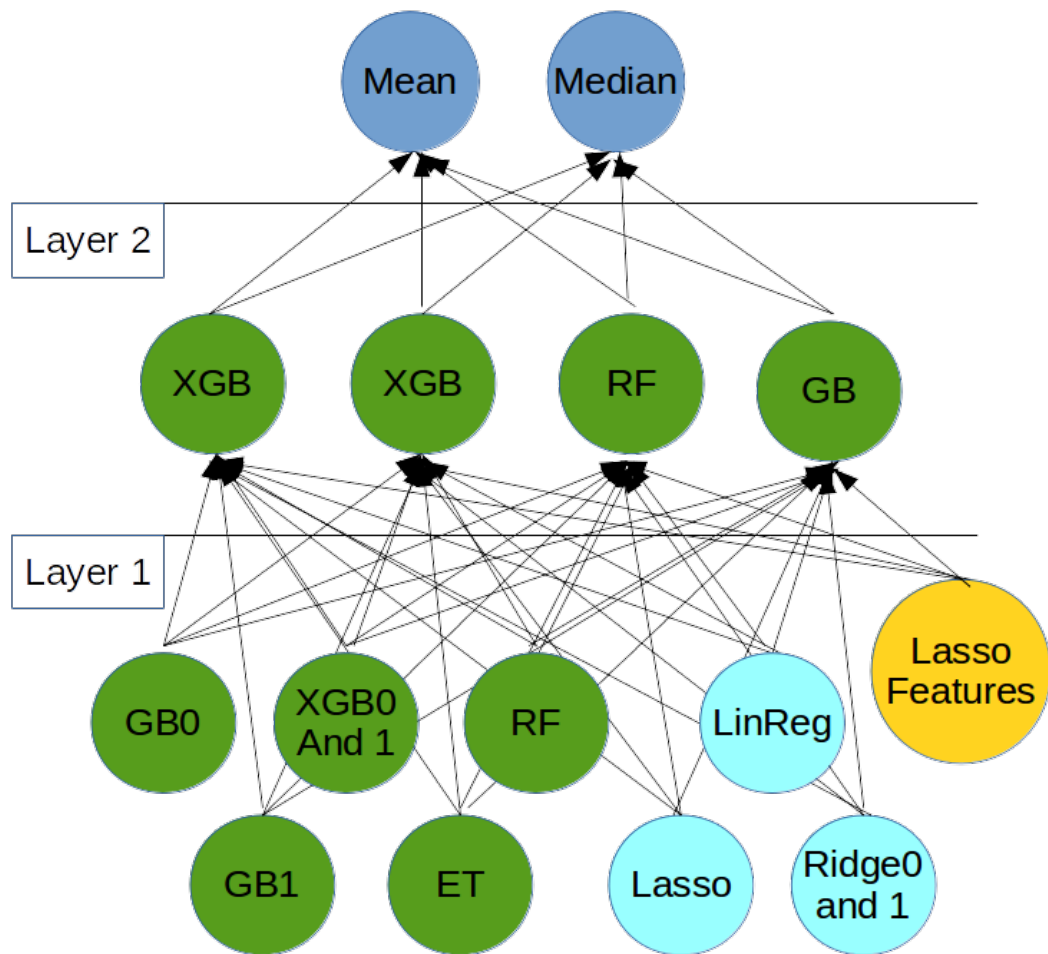 Mean
Median
Layer 2
XGB
XGB
RF
GB
Layer 1
Lasso
Features
GB0
XGB0
And 1
RF
LinReg
GB1
ET
Lasso
Ridge0
and 1